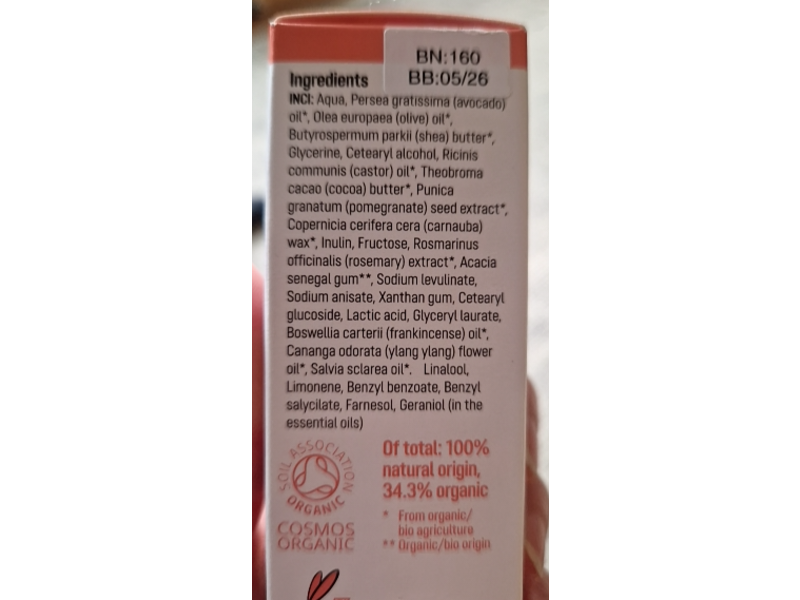 BN:160
BB:05/26
Ingredients
INCI: Aqua, Persea gratissima (avocado)
oil*, Olea europaea (olive) oil*,
Butyrospermum parkii (shea) butter*,
Glycerine, Cetearyl alcohol, Ricinis
communis (castor) oil*, Theobroma
cacao (cocoa) butter*, Punica
granatum (pomegranate) seed extract*,
Copernicia cerifera cera (carnauba)
wax*, Inulin, Fructose, Rosmarinus
officinalis (rosemary) extract*, Acacia
senegal gum**, Sodium levulinate,
Sodium anisate, Xanthan gum, Cetearyl
glucoside, Lactic acid, Glyceryl laurate,
Boswellia carterii (frankincense) oil*,
Cananga odorata (ylang ylang) flower
oil*, Salvia sclarea oil*. Linalool,
Limonene, Benzyl benzoate, Benzyl
salycilate, Farnesol, Geraniol (in the
essential oils)
SOIL ASSOCIATION
ORGANIC
COSMOS
ORGANIC
Of total: 100%
natural origin,
34.3% organic
* From organic/
bio agriculture
** Organic/bio origin